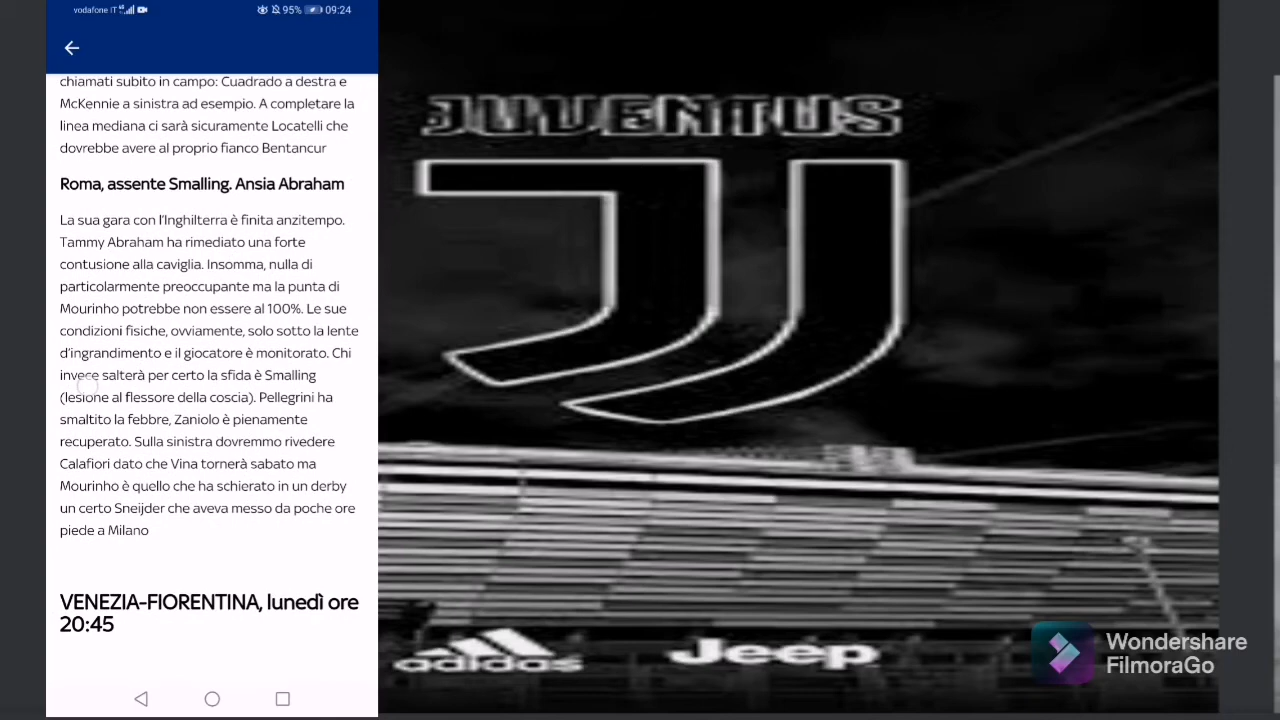 vodafone IT
95%
09:24
chiamati subito in campo: Cuadrado a destra e
McKennie a sinistra ad esempio. A completare la
linea mediana ci sarà sicuramente Locatelli che
dovrebbe avere al proprio fianco Bentancur
Roma, assente Smalling. Ansia Abraham
La sua gara con l'Inghilterra è finita anzitempo.
Tammy Abraham ha rimediato una forte
contusione alla caviglia. Insomma, nulla di
particolarmente preoccupante ma la punta di
Mourinho potrebbe non essere al 100%. Le sue
condizioni fisiche, ovviamente, solo sotto la lente
d'ingrandimento e il giocatore è monitorato. Chi
invece salterà per certo la sfida è Smalling
(lesione al flessore della coscia). Pellegrini ha
smaltito la febbre, Zaniolo è pienamente
recuperato. Sulla sinistra dovremmo rivedere
Calafiori dato che Vina tornerà sabato ma
Mourinho è quello che ha schierato in un derby
un certo Sneijder che aveva messo da poche ore
piede a Milano
VENEZIA-FIORENTINA, lunedì ore
20:45
JUVENTUS
adidas
Jeep
Wondershare
FilmoraGo